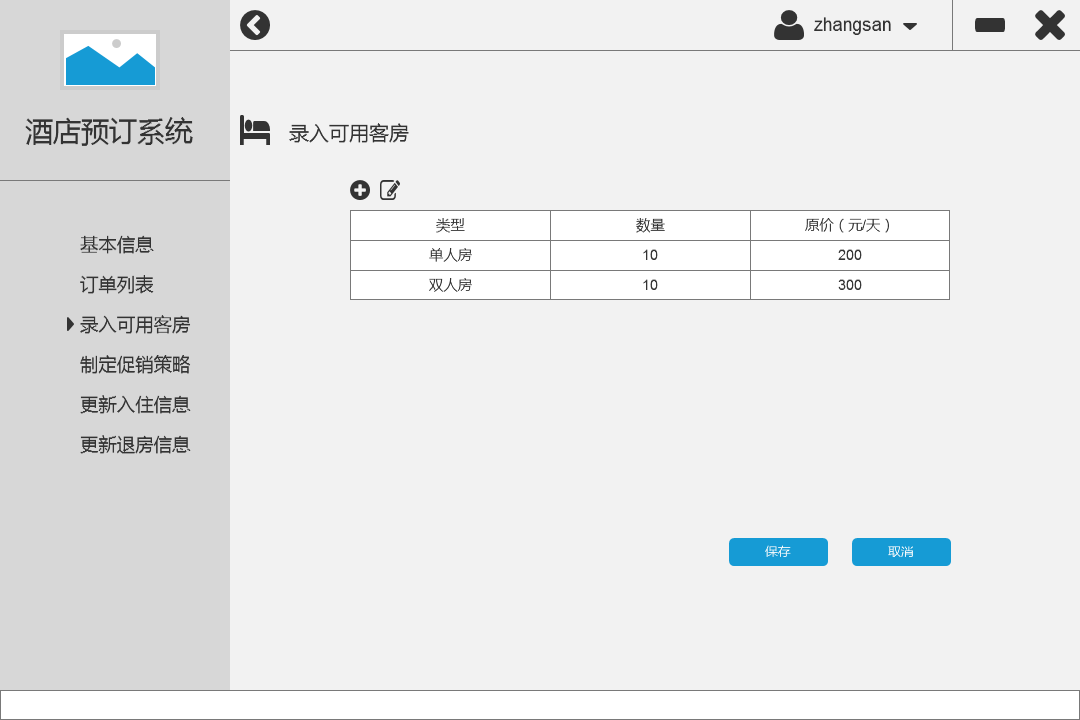 zhangsan
酒店预订系统
录入可用客房
基本信息
订单列表
录入可用客房
制定促销策略
更新入住信息
更新退房信息
类型 数量 原价（元/天）
单人房 10 200
双人房 10 300
保存 取消